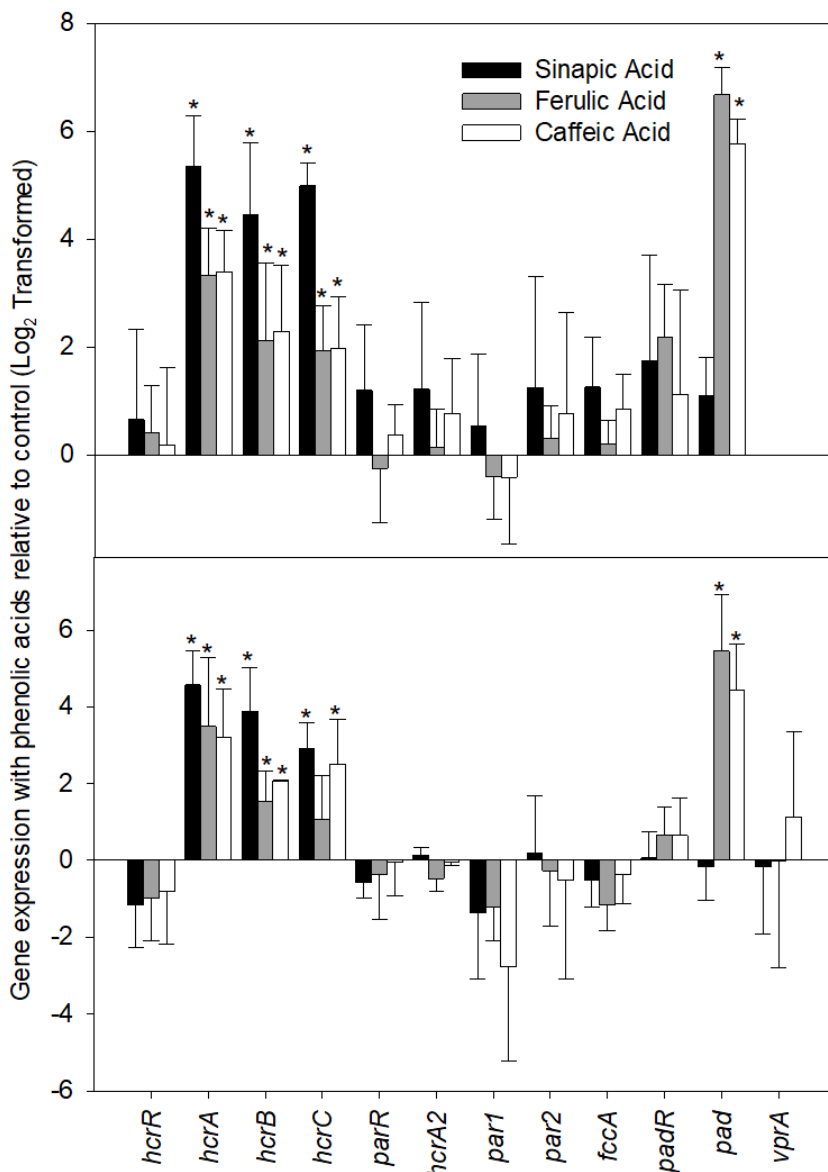 8
Sinapic Acid
Ferulic Acid
Caffeic Acid
* * * * * * * * * * *
6
4
2
0
Gene expression with phenolic acids relative to control (Log2 Transformed)
* * * * * * * * * *
6
4
2
0
-2
-4
-6
hcrR
hcrA
hcrB
hcrC
parR
hcrA2
par1
par2
fccA
padR
pad
vprA